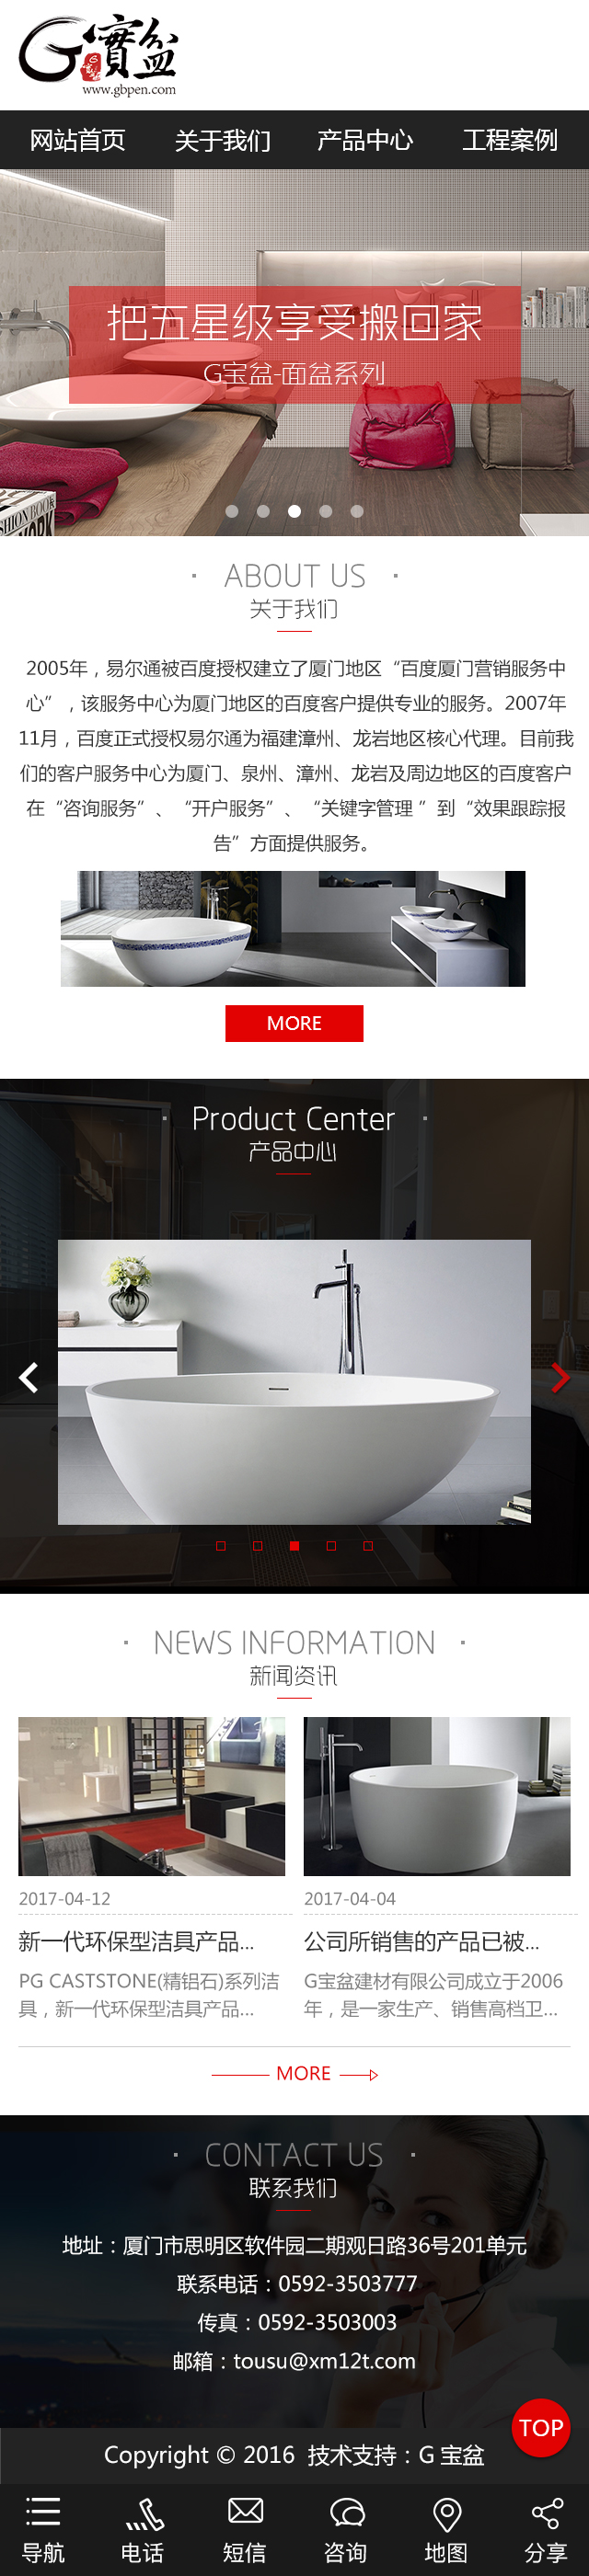 G寶盆
www.gbpen.com
网站首页 关于我们 产品中心 工程案例
把五星级享受搬回家
G宝盆-面盆系列
ABOUT US
关于我们
2005年，易尔通被百度授权建立了厦门地区“百度厦门营销服务中
心”，该服务中心为厦门地区的百度客户提供专业的服务。2007年
11月，百度正式授权易尔通为福建漳州、龙岩地区核心代理。目前我
们的客户服务中心为厦门、泉州、漳州、龙岩及周边地区的百度客户
在“咨询服务”、“开户服务”、“关键字管理 ”到“效果跟踪报
告”方面提供服务。
MORE
Product Center
产品中心
NEWS INFORMATION
新闻资讯
2017-04-12
新一代环保型洁具产品...
PG CASTSTONE(精铝石)系列洁
具，新一代环保型洁具产品...
2017-04-04
公司所销售的产品已被...
G宝盆建材有限公司成立于2006
年，是一家生产、销售高档卫...
MORE
CONTACT US
联系我们
地址：厦门市思明区软件园二期观日路36号201单元
联系电话：0592-3503777
传真：0592-3503003
邮箱：tousu@xm12t.com
TOP
Copyright © 2016 技术支持：G 宝盆
导航 电话 短信 咨询 地图 分享